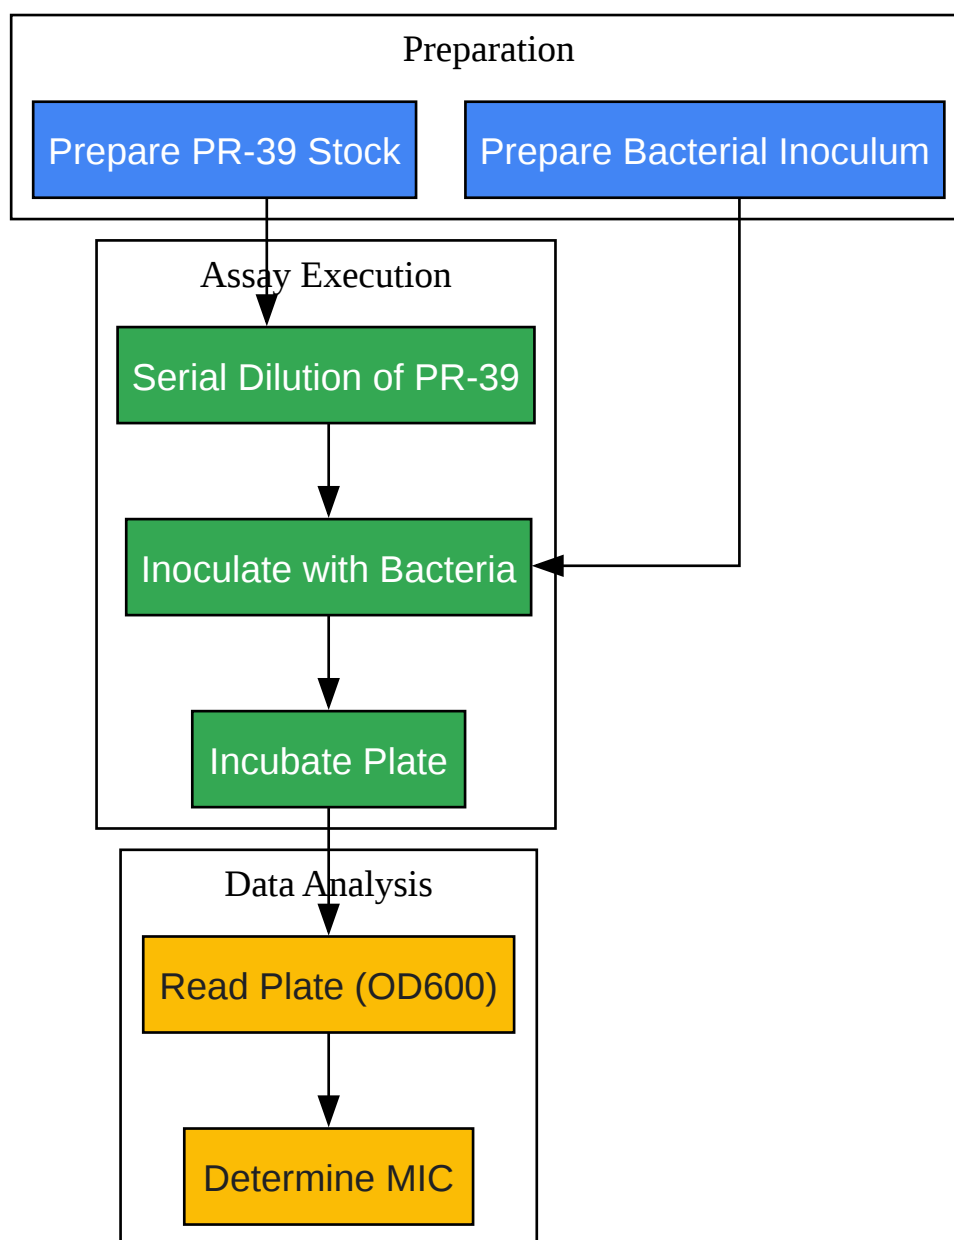 Preparation
Prepare PR-39 Stock
Prepare Bacterial Inoculum
Assay Execution
Serial Dilution of PR-39
Inoculate with Bacteria
Incubate Plate
Data Analysis
Read Plate (OD600)
Determine MIC